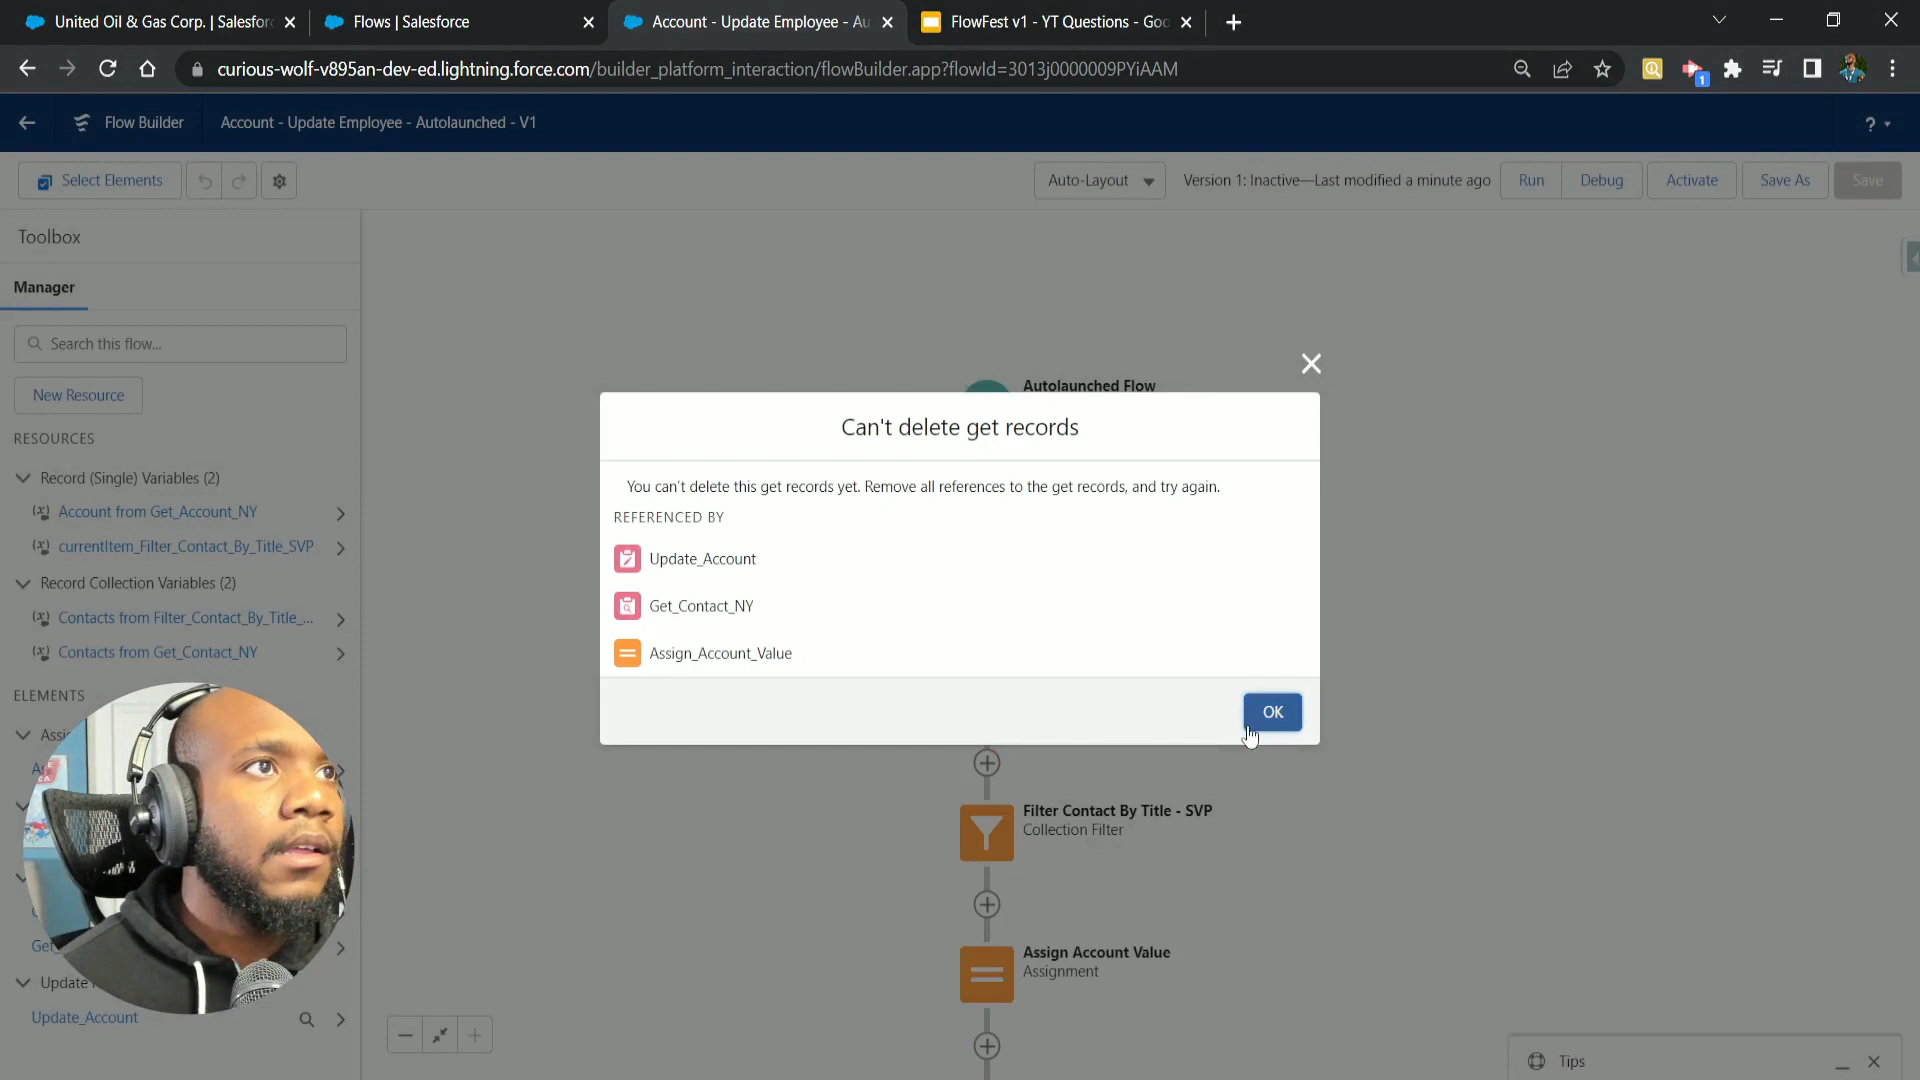 United Oil & Gas Corp. | Salesforc
Flows | Salesforce
Account - Update Employee - Au
FlowFest v1 - YT Questions - Goo
curious-wolf-v895an-dev-ed.lightning.force.com/builder_platform_interaction/flowBuilder.app?flowId=3013j0000009PYiAAM
1
Flow Builder
Account - Update Employee - Autolaunched - V1
?
Select Elements
Auto-Layout
Version 1: Inactive—Last modified a minute ago
Run
Debug
Activate
Save As
Save
Toolbox
Manager
Search this flow...
New Resource
RESOURCES
Record (Single) Variables (2)
Account from Get_Account_NY
currentItem_Filter_Contact_By_Title_SVP
Record Collection Variables (2)
Contacts from Filter_Contact_By_Title_...
Contacts from Get_Contact_NY
ELEMENTS
Update
Update_Account
Autolaunched Flow
Can't delete get records
You can't delete this get records yet. Remove all references to the get records, and try again.
REFERENCED BY
Update_Account
Get_Contact_NY
Assign_Account_Value
OK
Filter Contact By Title - SVP
Collection Filter
Assign Account Value
Assignment
Tips